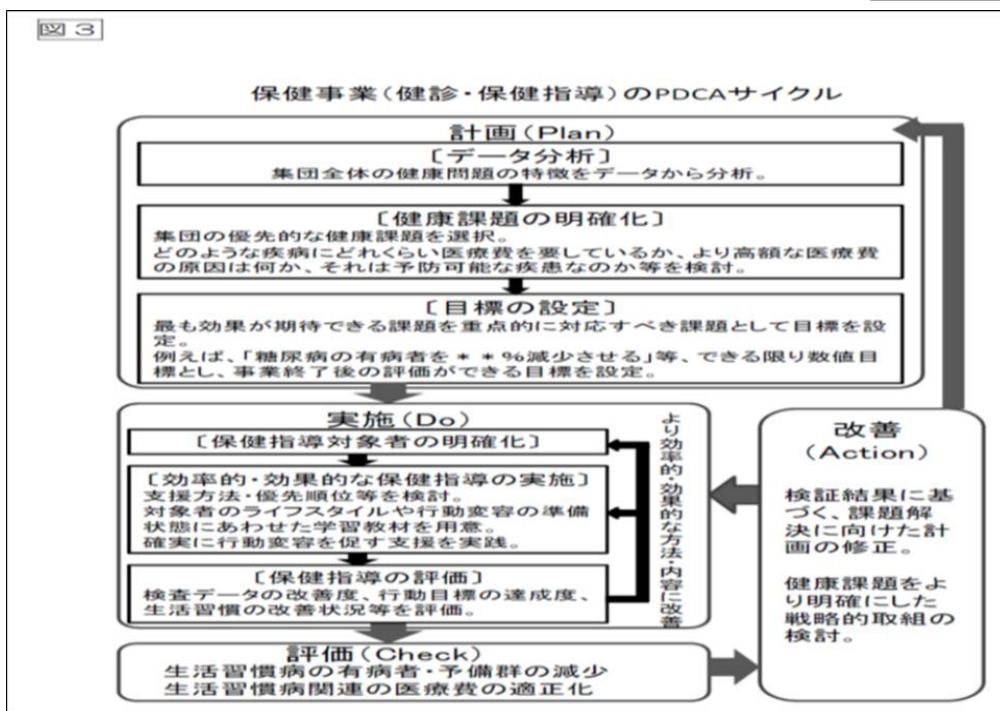 図3
保健事業(健診・保健指導)のPDCAサイクル
計画(Plan)
[データ分析]
集団全体の健康問題の特徴をデータから分析。
[健康課題の明確化]
集団の優先的な健康課題を選択。
どのような疾病にどれくらい医療費を要しているか、より高額な医療費
の原因は何か、それは予防可能な疾患なのか等を検討。
[目標の設定]
最も効果が期待できる課題を重点的に対応すべき課題として目標を設
定。
例えば、「糖尿病の有病者を**%減少させる」等、できる限り数値目
標とし、事業終了後の評価ができる目標を設定。
実施(Do)
[保健指導対象者の明確化]
[効率的・効果的な保健指導の実施]
支援方法・優先順位等を検討。
対象者のライフスタイルや行動変容の準備
状態にあわせた学習教材を用意。
確実に行動変容を促す支援を実践。
[保健指導の評価]
検査データの改善度、行動目標の達成度、
生活習慣の改善状況等を評価。
より効率的・効果的な方法・内容に改善
評価(Check)
生活習慣病の有病者・予備群の減少
生活習慣病関連の医療費の適正化
改善
(Action)
検証結果に基
づく、課題解
決に向けた計
画の修正。
健康課題をよ
り明確にした
戦略的取組の
検討。